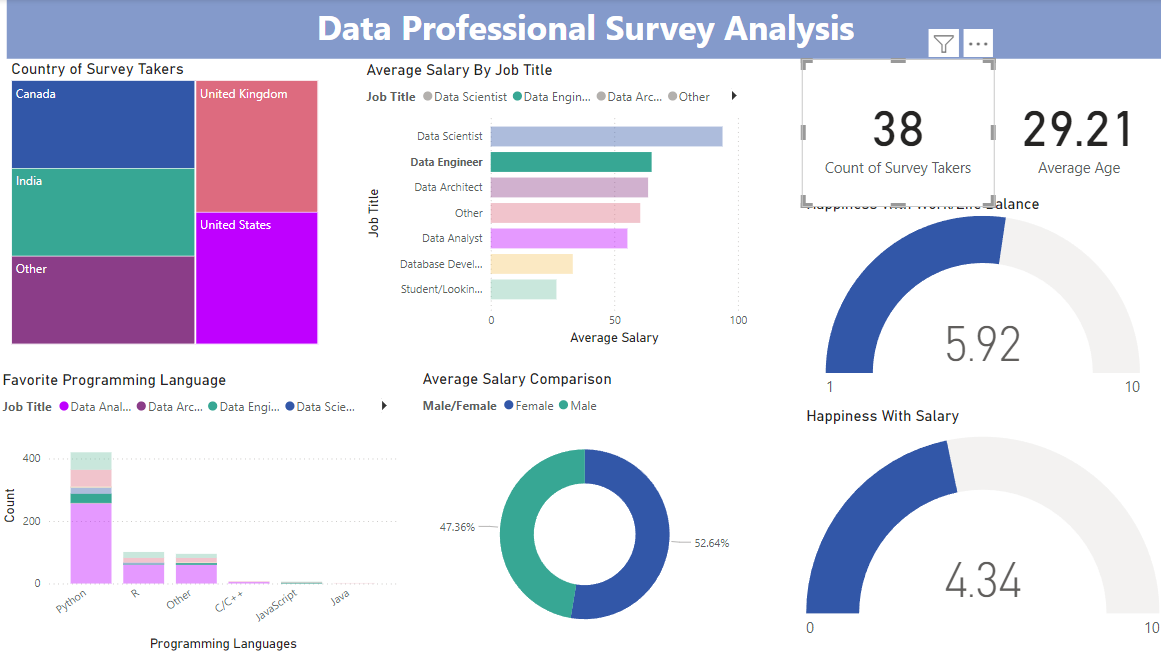 Data Professional Survey Analysis
Country of Survey Takers
Canada
United Kingdom
India
United States
Other
Average Salary By Job Title
Job Title Data Scientist Data Engin... Data Arc... Other
Job Title
Data Scientist
Data Engineer
Data Architect
Other
Data Analyst
Database Devel...
Student/Lookin...
0 50 100
Average Salary
38
Count of Survey Takers
29.21
Average Age
Happiness With Work/Life Balance
5.92
1 10
Favorite Programming Language
Job Title Data Anal... Data Arc... Data Engi... Data Scie...
Count
400
200
0
Python R Other C/C++ JavaScript Java
Programming Languages
Average Salary Comparison
Male/Female Female Male
47.36%
52.64%
Happiness With Salary
4.34
0 10